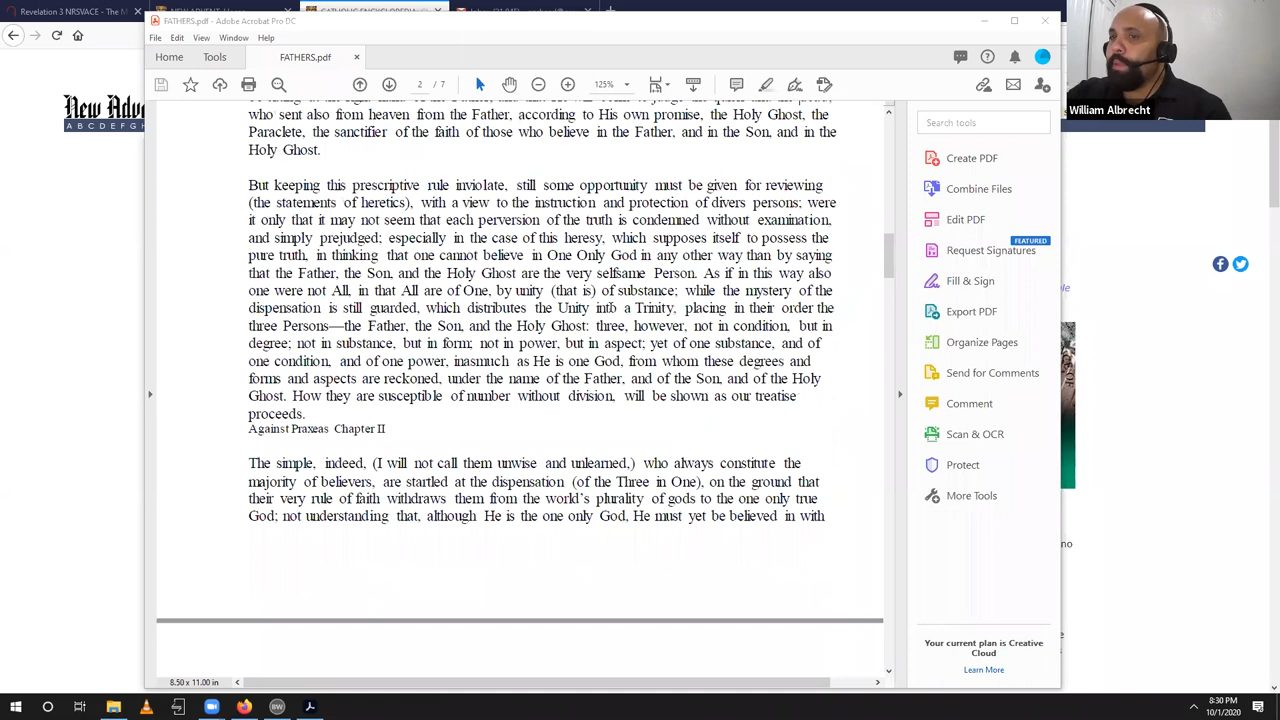 Revelation 3 NRSVACE - The M
NEW ADVENT: Home
CATHOLIC ENCYCLOPEDIA
FATHERS.pdf - Adobe Acrobat Pro DC
File Edit View Window Help
Home Tools FATHERS.pdf ×
2 / 7 125%
William Albrecht
New Adv
A B C D E F G H
who sent also from heaven from the Father, according to His own promise, the Holy Ghost, the
Paraclete, the sanctifier of the faith of those who believe in the Father, and in the Son, and in the
Holy Ghost.
But keeping this prescriptive rule inviolate, still some opportunity must be given for reviewing
(the statements of heretics), with a view to the instruction and protection of divers persons; were
it only that it may not seem that each perversion of the truth is condemned without examination,
and simply prejudged; especially in the case of this heresy, which supposes itself to possess the
pure truth, in thinking that one cannot believe in One Only God in any other way than by saying
that the Father, the Son, and the Holy Ghost are the very selfsame Person. As if in this way also
one were not All, in that All are of One, by unity (that is) of substance; while the mystery of the
dispensation is still guarded, which distributes the Unity into a Trinity, placing in their order the
three Persons—the Father, the Son, and the Holy Ghost: three, however, not in condition, but in
degree; not in substance, but in form; not in power, but in aspect; yet of one substance, and of
one condition, and of one power, inasmuch as He is one God, from whom these degrees and
forms and aspects are reckoned, under the name of the Father, and of the Son, and of the Holy
Ghost. How they are susceptible of number without division, will be shown as our treatise
proceeds.
Against Praxeas Chapter II
The simple, indeed, (I will not call them unwise and unlearned,) who always constitute the
majority of believers, are startled at the dispensation (of the Three in One), on the ground that
their very rule of faith withdraws them from the world's plurality of gods to the one only true
God; not understanding that, although He is the one only God, He must yet be believed in with
8.50 x 11.00 in
Search tools
Create PDF
Combine Files
Edit PDF
FEATURED
Request Signatures
Fill & Sign
Export PDF
Organize Pages
Send for Comments
Comment
Scan & OCR
Protect
More Tools
Your current plan is Creative
Cloud
Learn More
8:30 PM
10/1/2020